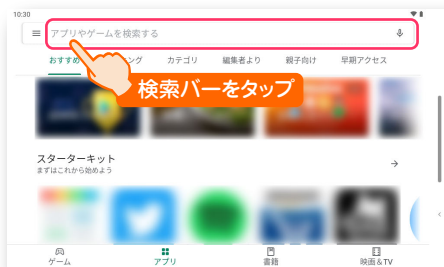 10:30
アプリやゲームを検索する
おすすめ ング カテゴリ 編集者より 親子向け 早期アクセス
検索バーをタップ
スターターキット
まずはこれから始めよう
ゲーム アプリ 書籍 映画&TV